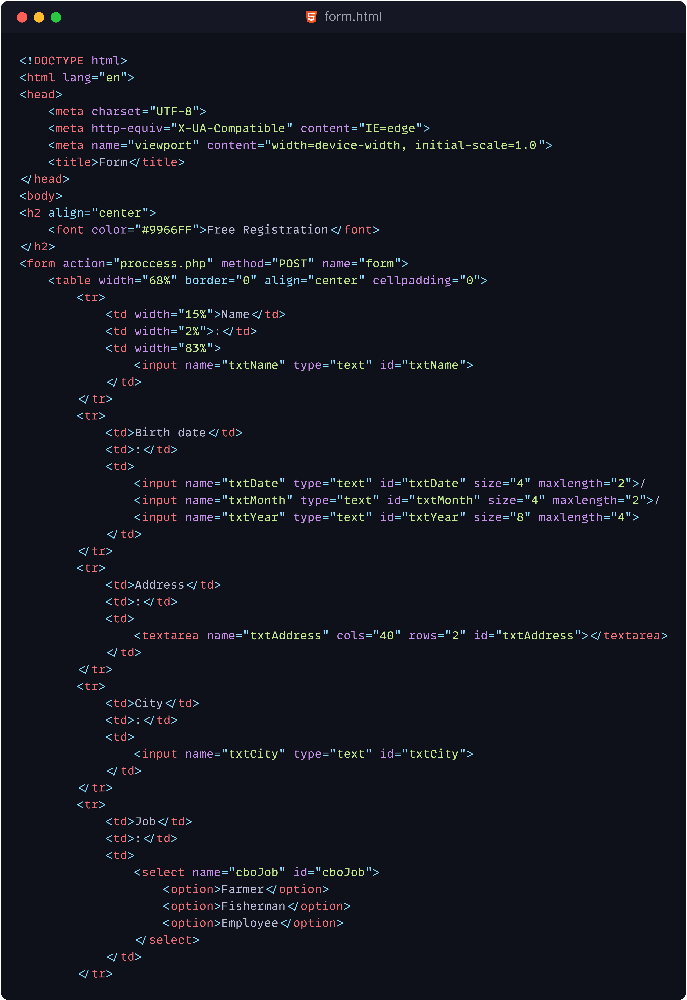 form.html
<!DOCTYPE html>
<html lang="en">
<head>
    <meta charset="UTF-8">
    <meta http-equiv="X-UA-Compatible" content="IE=edge">
    <meta name="viewport" content="width=device-width, initial-scale=1.0">
    <title>Form</title>
</head>
<body>
<h2 align="center">
    <font color="#9966FF">Free Registration</font>
</h2>
<form action="proccess.php" method="POST" name="form">
    <table width="68%" border="0" align="center" cellpadding="0">
        <tr>
            <td width="15%">Name</td>
            <td width="2%">:</td>
            <td width="83%">
                <input name="txtName" type="text" id="txtName">
            </td>
        </tr>
        <tr>
            <td>Birth date</td>
            <td>:</td>
            <td>
                <input name="txtDate" type="text" id="txtDate" size="4" maxlength="2">/
                <input name="txtMonth" type="text" id="txtMonth" size="4" maxlength="2">/
                <input name="txtYear" type="text" id="txtYear" size="8" maxlength="4">
            </td>
        </tr>
        <tr>
            <td>Address</td>
            <td>:</td>
            <td>
                <textarea name="txtAddress" cols="40" rows="2" id="txtAddress"></textarea>
            </td>
        </tr>
        <tr>
            <td>City</td>
            <td>:</td>
            <td>
                <input name="txtCity" type="text" id="txtCity">
            </td>
        </tr>
        <tr>
            <td>Job</td>
            <td>:</td>
            <td>
                <select name="cboJob" id="cboJob">
                    <option>Farmer</option>
                    <option>Fisherman</option>
                    <option>Employee</option>
                </select>
            </td>
        </tr>